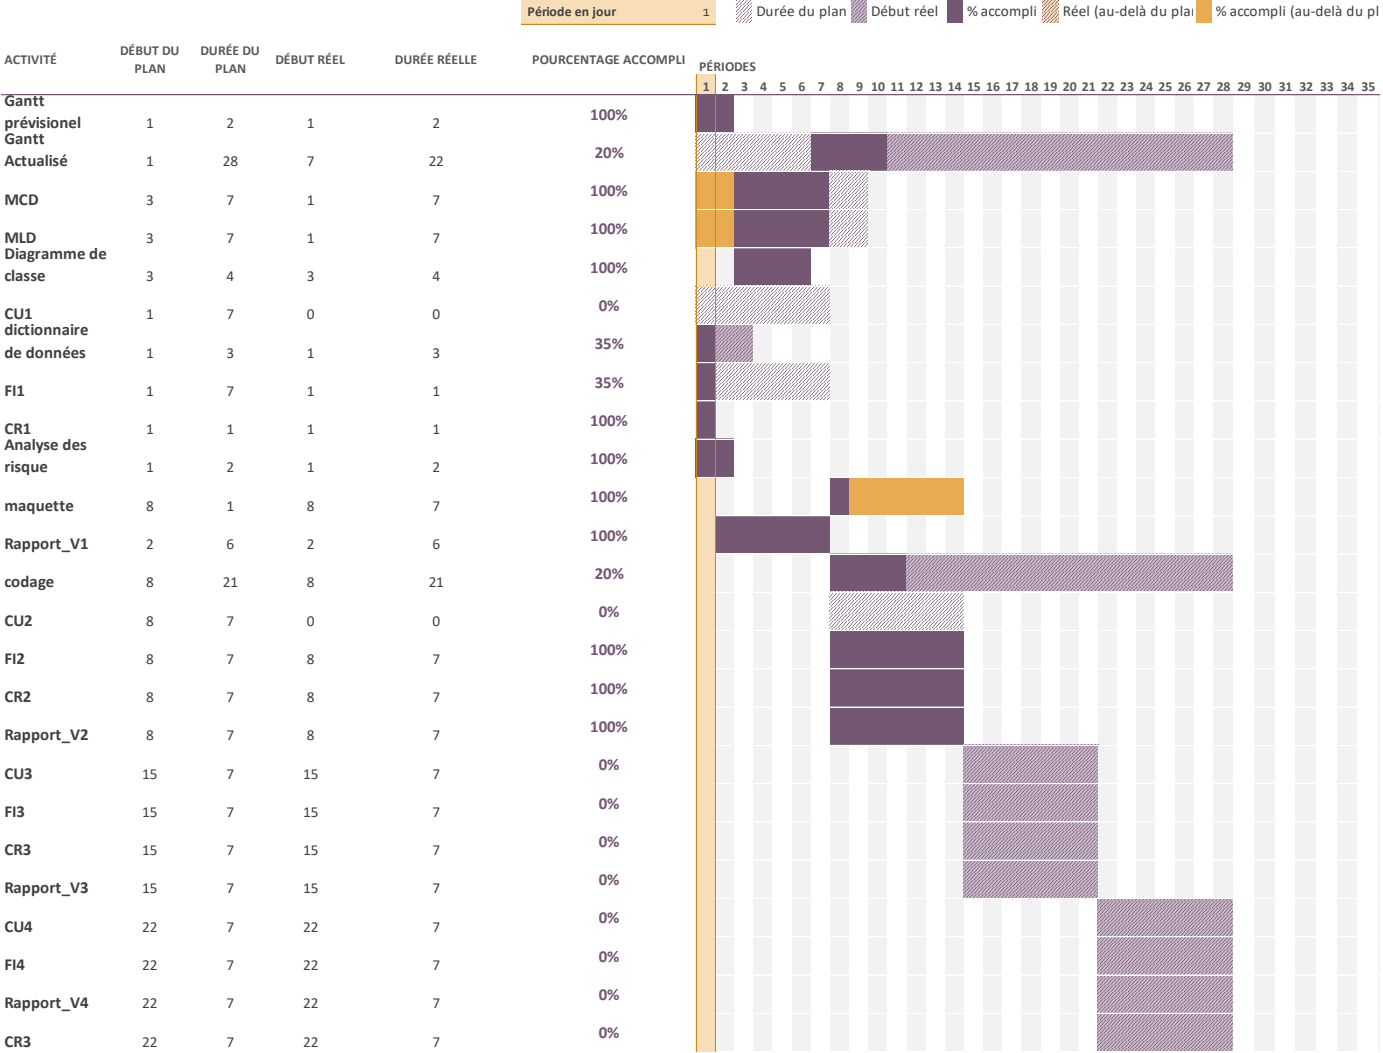 Période en jour 1 Durée du plan Début réel % accompli Réel (au-delà du plan % accompli (au-delà du pl
ACTIVITÉ DÉBUT DU PLAN DURÉE DU PLAN DÉBUT RÉEL DURÉE RÉELLE POURCENTAGE ACCOMPLI PÉRIODES
1 2 3 4 5 6 7 8 9 10 11 12 13 14 15 16 17 18 19 20 21 22 23 24 25 26 27 28 29 30 31 32 33 34 35
Gantt prévisionel 1 2 1 2 100%
Gantt Actualisé 1 28 7 22 20%
MCD 3 7 1 7 100%
MLD 3 7 1 7 100%
Diagramme de classe 3 4 3 4 100%
CU1 1 7 0 0 0%
dictionnaire de données 1 3 1 3 35%
FI1 1 7 1 1 35%
CR1 1 1 1 1 100%
Analyse des risque 1 2 1 2 100%
maquette 8 1 8 7 100%
Rapport_V1 2 6 2 6 100%
codage 8 21 8 21 20%
CU2 8 7 0 0 0%
FI2 8 7 8 7 100%
CR2 8 7 8 7 100%
Rapport_V2 8 7 8 7 100%
CU3 15 7 15 7 0%
FI3 15 7 15 7 0%
CR3 15 7 15 7 0%
Rapport_V3 15 7 15 7 0%
CU4 22 7 22 7 0%
FI4 22 7 22 7 0%
Rapport_V4 22 7 22 7 0%
CR3 22 7 22 7 0%